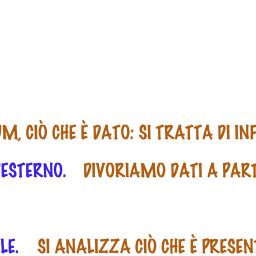 UM, CIÒ CHE È DATO: SI TRATTA DI INF
'ESTERNO. DIVORIAMO DATI A PART
LE. SI ANALIZZA CIÒ CHE È PRESENT